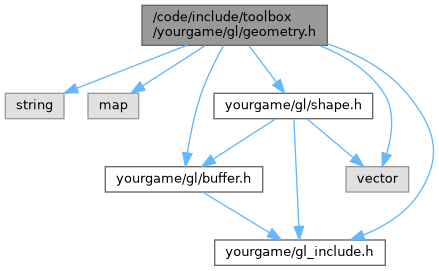 /code/include/toolbox
/yourgame/gl/geometry.h
string
map
yourgame/gl/shape.h
yourgame/gl/buffer.h
vector
yourgame/gl_include.h